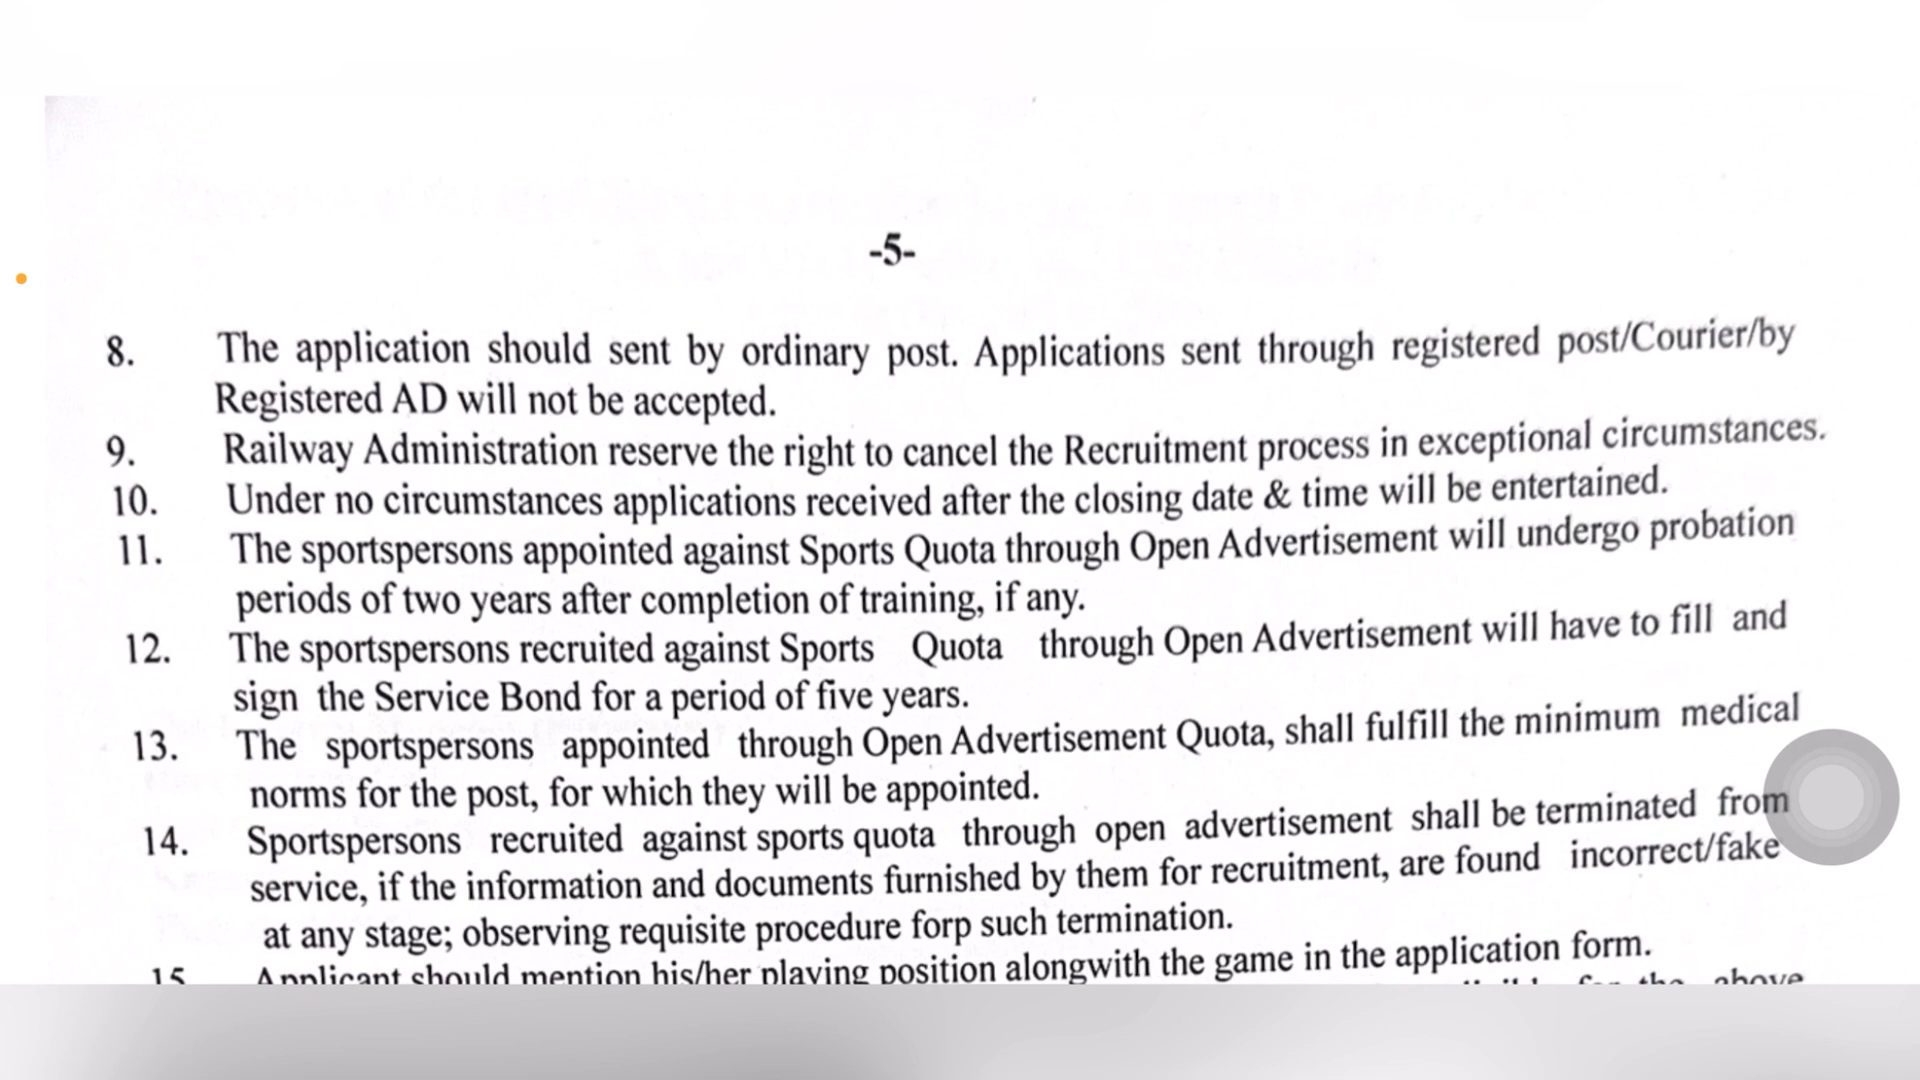 -5-
8. The application should sent by ordinary post. Applications sent through registered post/Courier/by
Registered AD will not be accepted.
9. Railway Administration reserve the right to cancel the Recruitment process in exceptional circumstances.
10. Under no circumstances applications received after the closing date & time will be entertained.
11. The sportspersons appointed against Sports Quota through Open Advertisement will undergo probation
periods of two years after completion of training, if any.
12. The sportspersons recruited against Sports Quota through Open Advertisement will have to fill and
sign the Service Bond for a period of five years.
13. The sportspersons appointed through Open Advertisement Quota, shall fulfill the minimum medical
norms for the post, for which they will be appointed.
14. Sportspersons recruited against sports quota through open advertisement shall be terminated from
service, if the information and documents furnished by them for recruitment, are found incorrect/fake
at any stage; observing requisite procedure forp such termination.
15 Applicant should mention his/her playing position alongwith the game in the application form.
the above